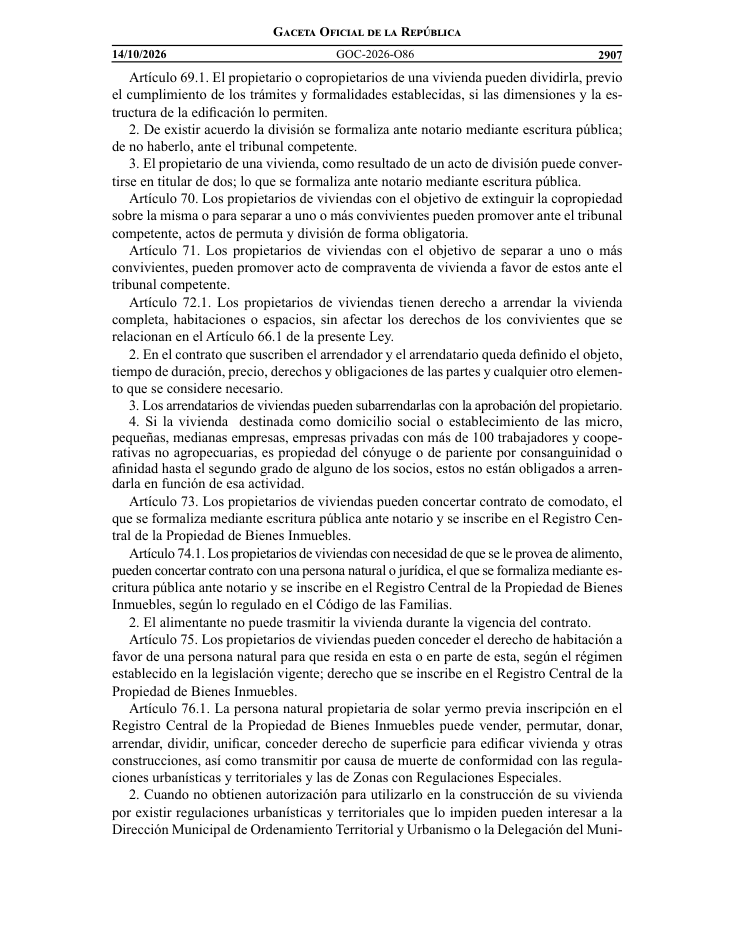 Gaceta Oficial de la República
14/10/2026 GOC-2026-O86 2907
Artículo 69.1. El propietario o copropietarios de una vivienda pueden dividirla, previo
el cumplimiento de los trámites y formalidades establecidas, si las dimensiones y la es-
tructura de la edificación lo permiten.
2. De existir acuerdo la división se formaliza ante notario mediante escritura pública;
de no haberlo, ante el tribunal competente.
3. El propietario de una vivienda, como resultado de un acto de división puede conver-
tirse en titular de dos; lo que se formaliza ante notario mediante escritura pública.
Artículo 70. Los propietarios de viviendas con el objetivo de extinguir la copropiedad
sobre la misma o para separar a uno o más convivientes pueden promover ante el tribunal
competente, actos de permuta y división de forma obligatoria.
Artículo 71. Los propietarios de viviendas con el objetivo de separar a uno o más
convivientes, pueden promover acto de compraventa de vivienda a favor de estos ante el
tribunal competente.
Artículo 72.1. Los propietarios de viviendas tienen derecho a arrendar la vivienda
completa, habitaciones o espacios, sin afectar los derechos de los convivientes que se
relacionan en el Artículo 66.1 de la presente Ley.
2. En el contrato que suscriben el arrendador y el arrendatario queda definido el objeto,
tiempo de duración, precio, derechos y obligaciones de las partes y cualquier otro elemen-
to que se considere necesario.
3. Los arrendatarios de viviendas pueden subarrendarlas con la aprobación del propietario.
4. Si la vivienda  destinada como domicilio social o establecimiento de las micro,
pequeñas, medianas empresas, empresas privadas con más de 100 trabajadores y coope-
rativas no agropecuarias, es propiedad del cónyuge o de pariente por consanguinidad o
afinidad hasta el segundo grado de alguno de los socios, estos no están obligados a arren-
darla en función de esa actividad.
Artículo 73. Los propietarios de viviendas pueden concertar contrato de comodato, el
que se formaliza mediante escritura pública ante notario y se inscribe en el Registro Cen-
tral de la Propiedad de Bienes Inmuebles.
Artículo 74.1. Los propietarios de viviendas con necesidad de que se le provea de alimento,
pueden concertar contrato con una persona natural o jurídica, el que se formaliza mediante es-
critura pública ante notario y se inscribe en el Registro Central de la Propiedad de Bienes
Inmuebles, según lo regulado en el Código de las Familias.
2. El alimentante no puede trasmitir la vivienda durante la vigencia del contrato.
Artículo 75. Los propietarios de viviendas pueden conceder el derecho de habitación a
favor de una persona natural para que resida en esta o en parte de esta, según el régimen
establecido en la legislación vigente; derecho que se inscribe en el Registro Central de la
Propiedad de Bienes Inmuebles.
Artículo 76.1. La persona natural propietaria de solar yermo previa inscripción en el
Registro Central de la Propiedad de Bienes Inmuebles puede vender, permutar, donar,
arrendar, dividir, unificar, conceder derecho de superficie para edificar vivienda y otras
construcciones, así como transmitir por causa de muerte de conformidad con las regula-
ciones urbanísticas y territoriales y las de Zonas con Regulaciones Especiales.
2. Cuando no obtienen autorización para utilizarlo en la construcción de su vivienda
por existir regulaciones urbanísticas y territoriales que lo impiden pueden interesar a la
Dirección Municipal de Ordenamiento Territorial y Urbanismo o la Delegación del Muni-